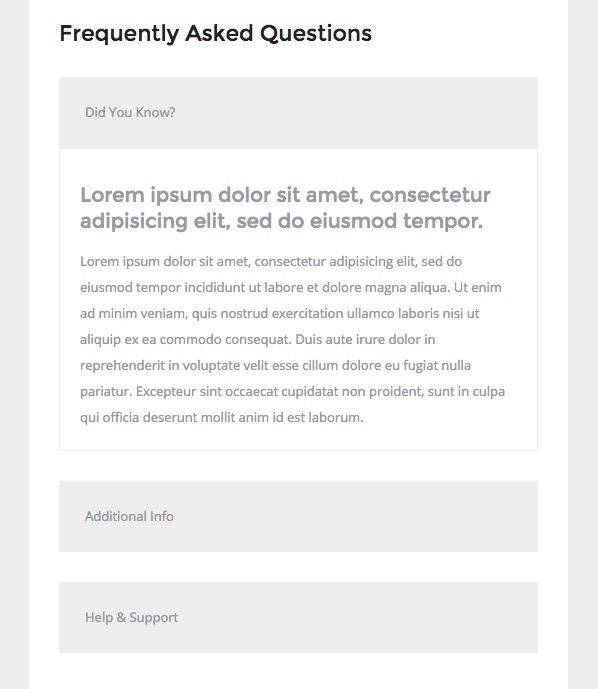 Frequently Asked Questions
Did You Know?
Lorem ipsum dolor sit amet, consectetur
adipisicing elit, sed do eiusmod tempor.
Lorem ipsum dolor sit amet, consectetur adipisicing elit, sed do
eiusmod tempor incididunt ut labore et dolore magna aliqua. Ut enim
ad minim veniam, quis nostrud exercitation ullamco laboris nisi ut
aliquip ex ea commodo consequat. Duis aute irure dolor in
reprehenderit in voluptate velit esse cillum dolore eu fugiat nulla
pariatur. Excepteur sint occaecat cupidatat non proident, sunt in culpa
qui officia deserunt mollit anim id est laborum.
Additional Info
Help & Support